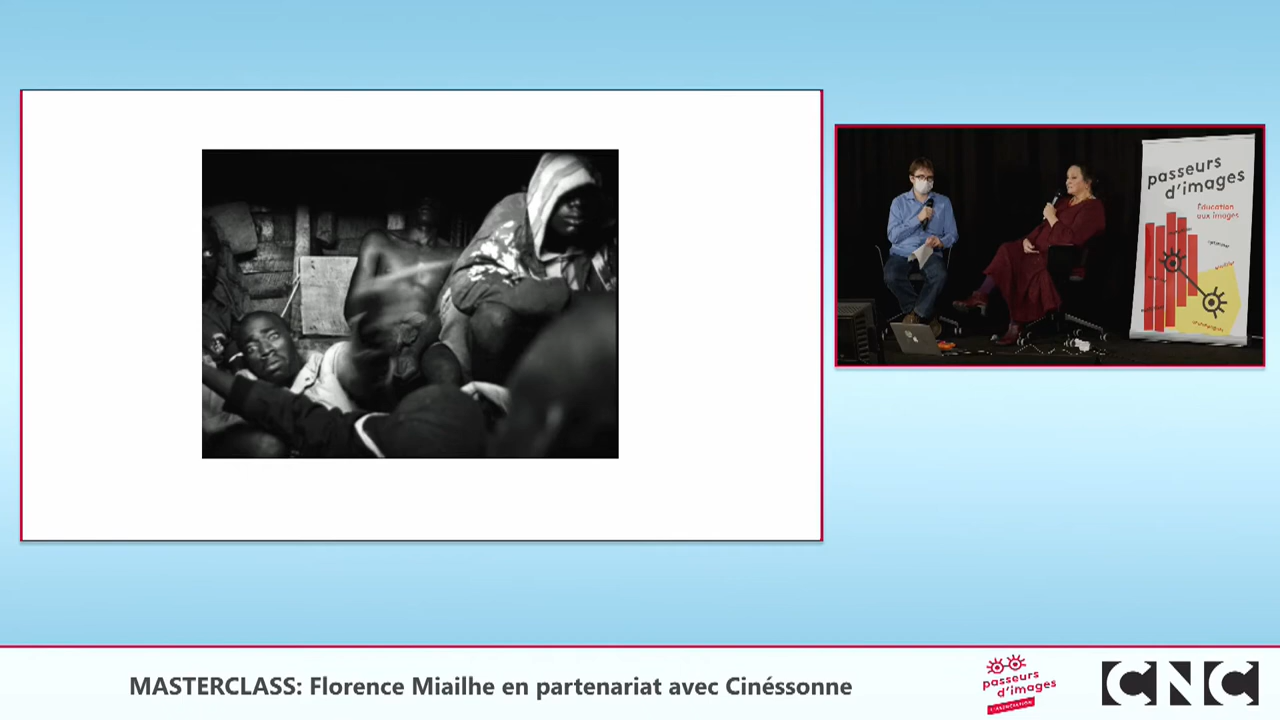 passeurs
d'images
Éducation
aux images
MASTERCLASS: Florence Miailhe en partenariat avec Cinéssonne
passeurs
d'images
CNC